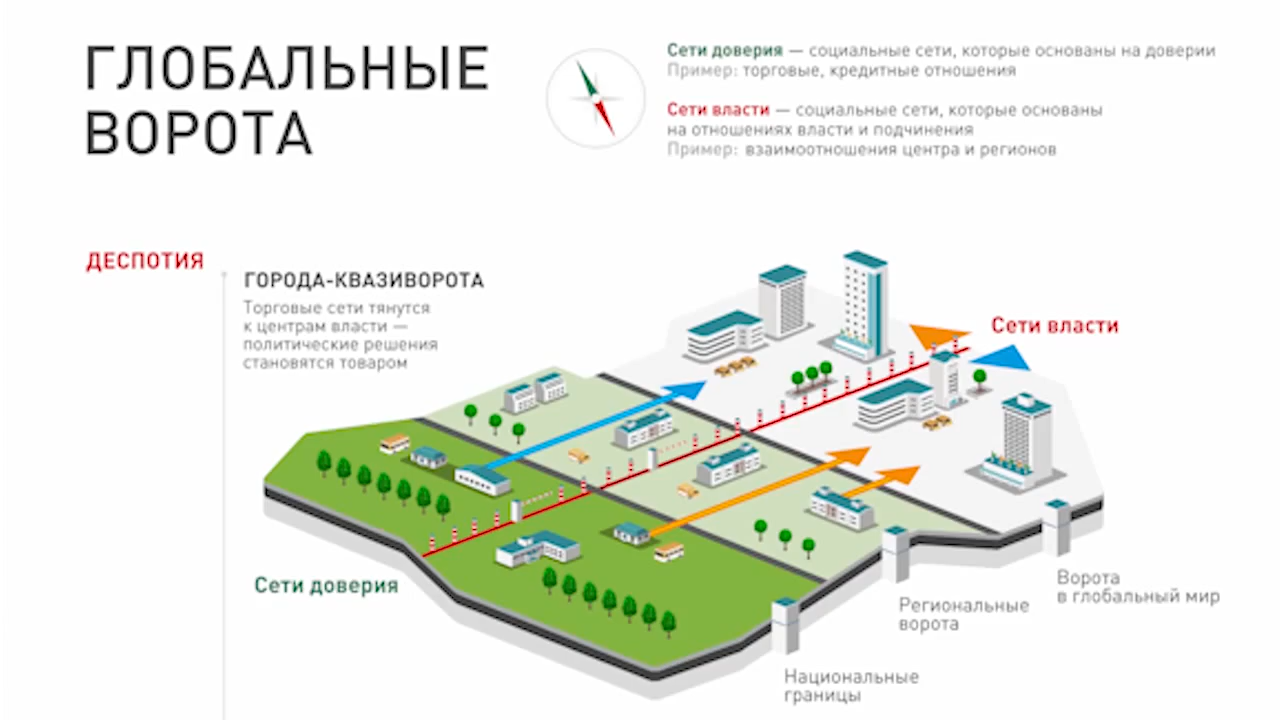 ГЛОБАЛЬНЫЕ
ВОРОТА
Сети доверия — социальные сети, которые основаны на доверии
Пример: торговые, кредитные отношения
Сети власти — социальные сети, которые основаны
на отношениях власти и подчинения
Пример: взаимоотношения центра и регионов
ДЕСПОТИЯ
ГОРОДА-КВАЗИВОРОТА
Торговые сети тянутся
к центрам власти —
политические решения
становятся товаром
Сети власти
Сети доверия
Ворота
в глобальный мир
Региональные
ворота
Национальные
границы